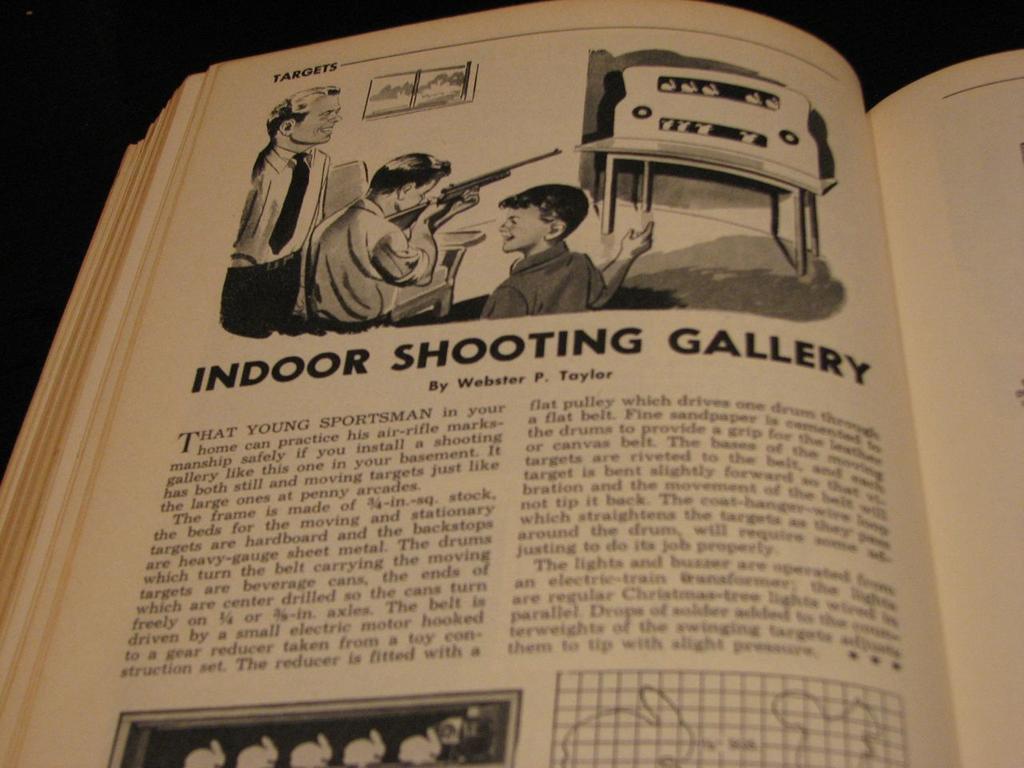 TARGETS
INDOOR SHOOTING GALLERY
By Webster P. Taylor
THAT YOUNG SPORTSMAN in your
home can practice his air-rifle marks-
manship safely if you install a shooting
gallery like this one in your basement. It
has both still and moving targets just like
the large ones at penny arcades.
The frame is made of ¾-in.-sq. stock,
the beds for the moving and stationary
targets are hardboard and the backstops
are heavy-gauge sheet metal. The drums
which turn the belt carrying the moving
targets are beverage cans, the ends of
which are center drilled so the cans turn
freely on ¼ or ⅜-in. axles. The belt is
driven by a small electric motor hooked
to a gear reducer taken from a toy con-
struction set. The reducer is fitted with a
flat pulley which drives one drum through
a flat belt. Fine sandpaper is cemented to
the drums to provide a grip for the leather
or canvas belt. The bases of the moving
targets are riveted to the belt, and each
target is bent slightly forward so that vi-
bration and the movement of the belt will
not tip it back. The coat-hanger-wire loop
which straightens the targets as they pass
around the drum, will require some ad-
justing to do its job properly.
The lights and buzzer are operated from
an electric-train transformer; the lights
are regular Christmas-tree lights wired in
parallel. Drops of solder added to the coun-
terweights of the swinging targets adjusts
them to tip with slight pressure. ★ ★ ★